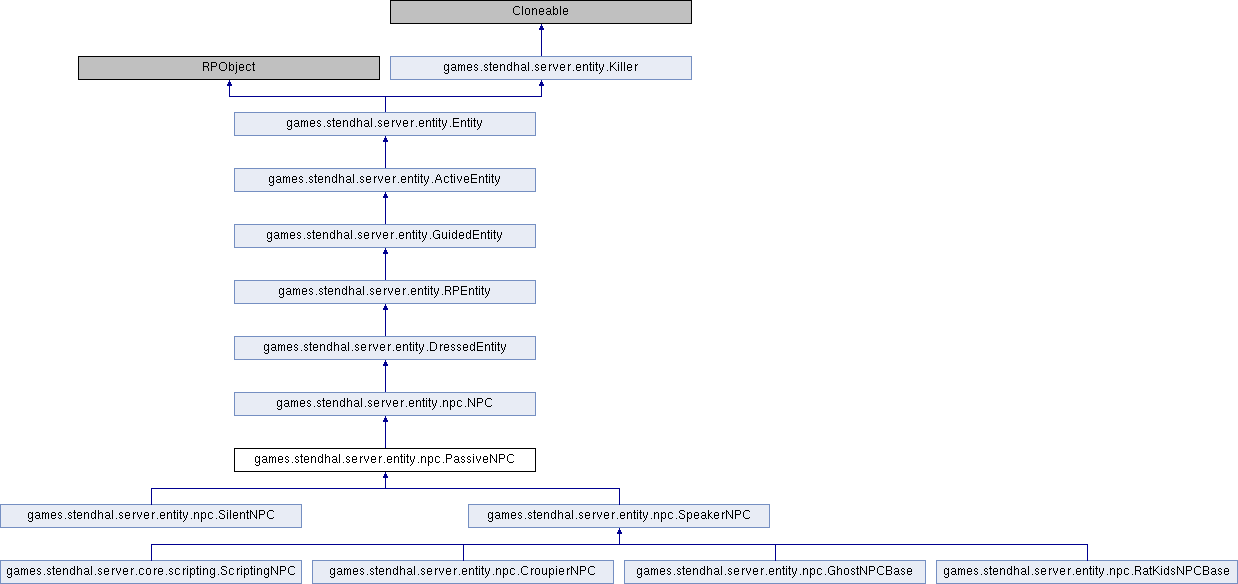 Cloneable
RPObject
games.stendhal.server.entity.Killer
games.stendhal.server.entity.Entity
games.stendhal.server.entity.ActiveEntity
games.stendhal.server.entity.GuidedEntity
games.stendhal.server.entity.RPEntity
games.stendhal.server.entity.DressedEntity
games.stendhal.server.entity.npc.NPC
games.stendhal.server.entity.npc.PassiveNPC
games.stendhal.server.entity.npc.SilentNPC
games.stendhal.server.entity.npc.SpeakerNPC
games.stendhal.server.core.scripting.ScriptingNPC
games.stendhal.server.entity.npc.CroupierNPC
games.stendhal.server.entity.npc.GhostNPCBase
games.stendhal.server.entity.npc.RatKidsNPCBase